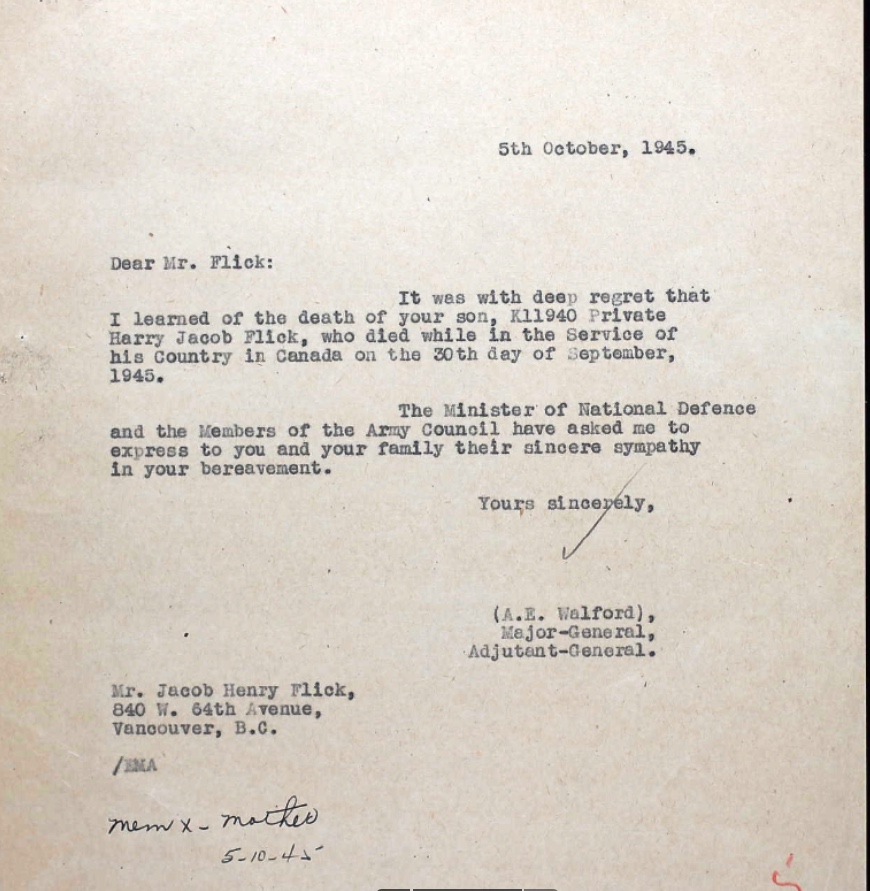 5th October, 1945.
Dear Mr. Flick:
It was with deep regret that
I learned of the death of your son, K11940 Private
Harry Jacob Flick, who died while in the Service of
his Country in Canada on the 30th day of September,
1945.
The Minister of National Defence
and the Members of the Army Council have asked me to
express to you and your family their sincere sympathy
in your bereavement.
Yours sincerely,
(A.E. Walford),
Major-General,
Adjutant-General.
Mr. Jacob Henry Flick,
840 W. 64th Avenue,
Vancouver, B.C.
/EMA
mem x - mother
5-10-45